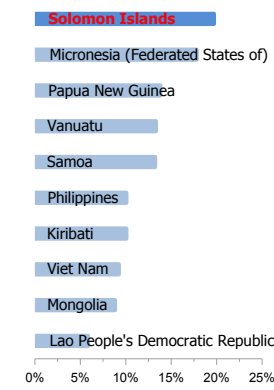 Solomon Islands
Micronesia (Federated States of)
Papua New Guinea
Vanuatu
Samoa
Philippines
Kiribati
Viet Nam
Mongolia
Lao People's Democratic Republic
0% 5% 10% 15% 20% 25%